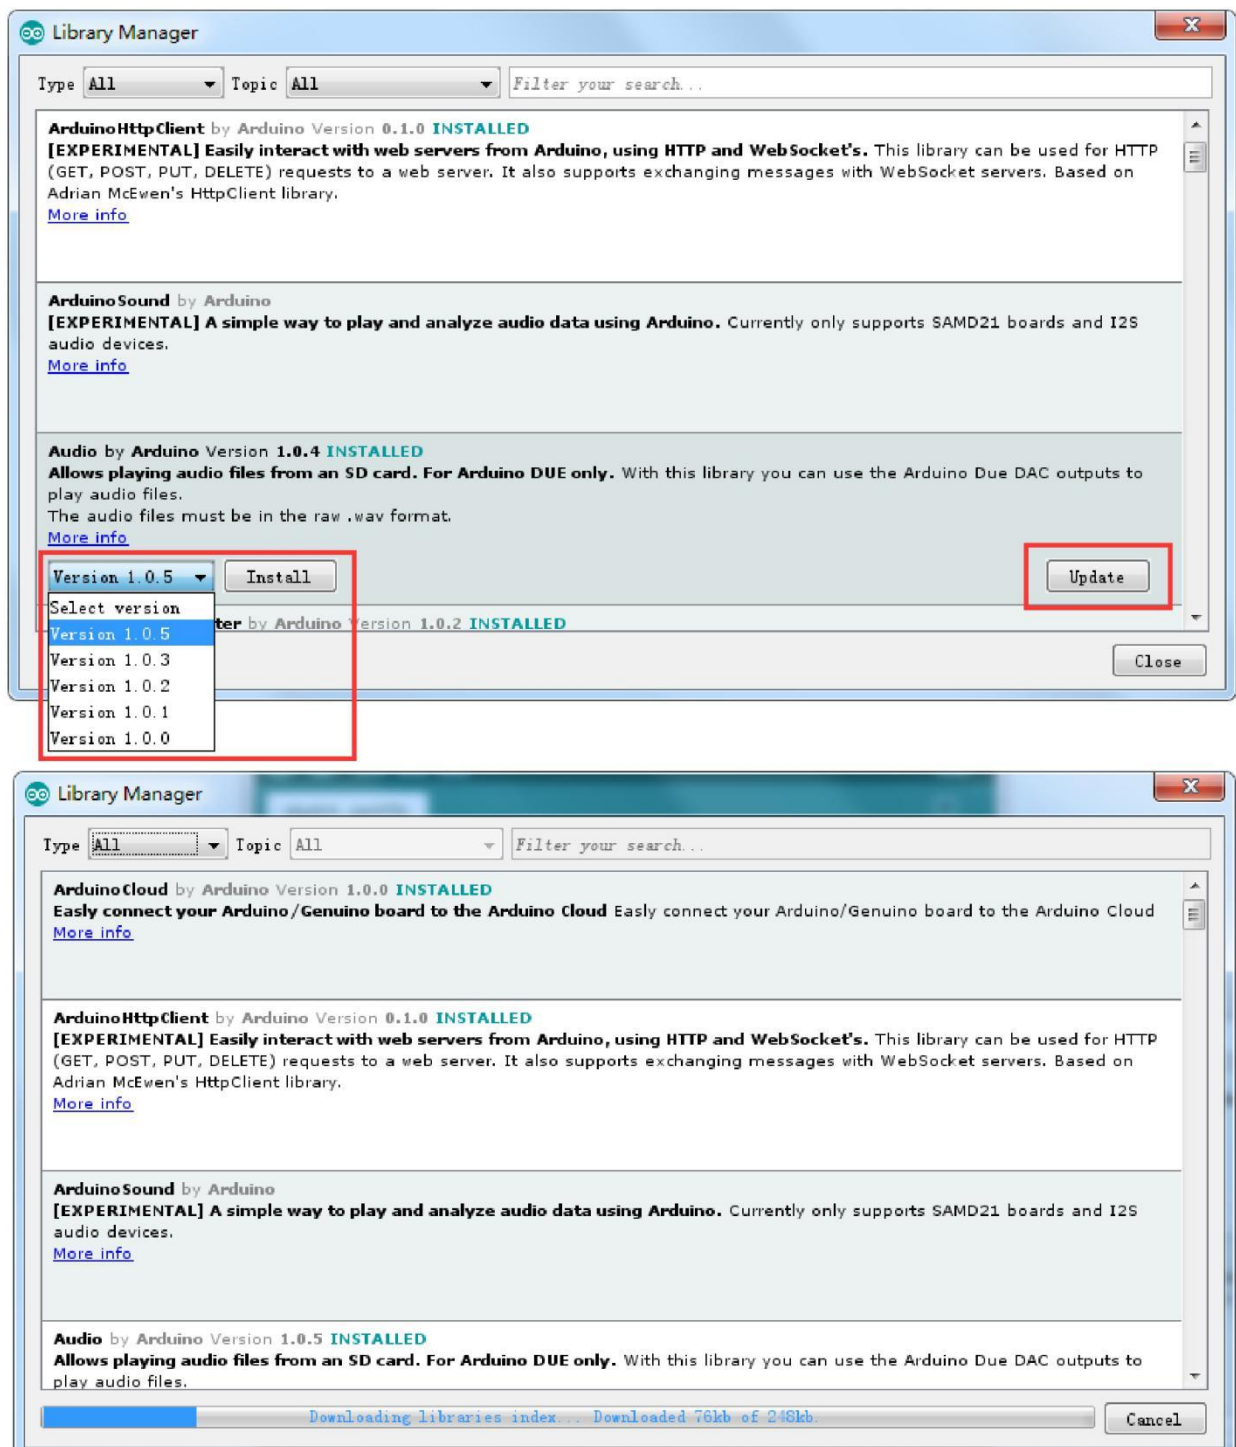 Library Manager
Type All Topic All Filter your search...
ArduinoHttpClient by Arduino Version 0.1.0 INSTALLED
[EXPERIMENTAL] Easily interact with web servers from Arduino, using HTTP and WebSocket's. This library can be used for HTTP
(GET, POST, PUT, DELETE) requests to a web server. It also supports exchanging messages with WebSocket servers. Based on
Adrian McEwen's HttpClient library.
More info
ArduinoSound by Arduino
[EXPERIMENTAL] A simple way to play and analyze audio data using Arduino. Currently only supports SAMD21 boards and I2S
audio devices.
More info
Audio by Arduino Version 1.0.4 INSTALLED
Allows playing audio files from an SD card. For Arduino DUE only. With this library you can use the Arduino Due DAC outputs to
play audio files.
The audio files must be in the raw .wav format.
More info
Version 1.0.5 Install Update
Select version
ter by Arduino Version 1.0.2 INSTALLED
Version 1.0.5
Version 1.0.3 Close
Version 1.0.2
Version 1.0.1
Version 1.0.0
Library Manager
Type All Topic All Filter your search...
ArduinoCloud by Arduino Version 1.0.0 INSTALLED
Easly connect your Arduino/Genuino board to the Arduino Cloud Easly connect your Arduino/Genuino board to the Arduino Cloud
More info
ArduinoHttpClient by Arduino Version 0.1.0 INSTALLED
[EXPERIMENTAL] Easily interact with web servers from Arduino, using HTTP and WebSocket's. This library can be used for HTTP
(GET, POST, PUT, DELETE) requests to a web server. It also supports exchanging messages with WebSocket servers. Based on
Adrian McEwen's HttpClient library.
More info
ArduinoSound by Arduino
[EXPERIMENTAL] A simple way to play and analyze audio data using Arduino. Currently only supports SAMD21 boards and I2S
audio devices.
More info
Audio by Arduino Version 1.0.5 INSTALLED
Allows playing audio files from an SD card. For Arduino DUE only. With this library you can use the Arduino Due DAC outputs to
play audio files.
Downloading libraries index... Downloaded 76kb of 248kb. Cancel